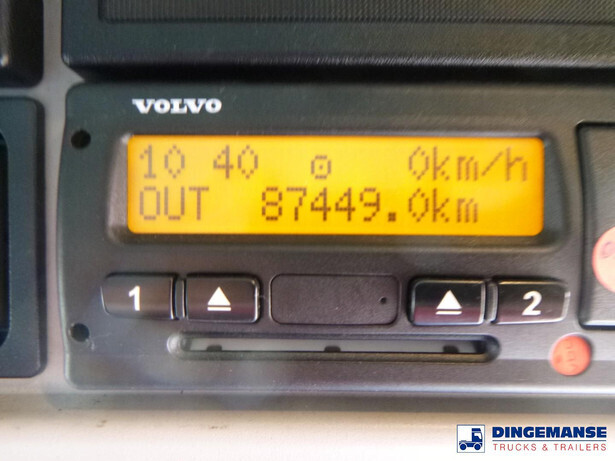 VOLVO
10 40 0km/h
OUT 87449.0km
1 2
DINGEMANSE
TRUCKS & TRAILERS